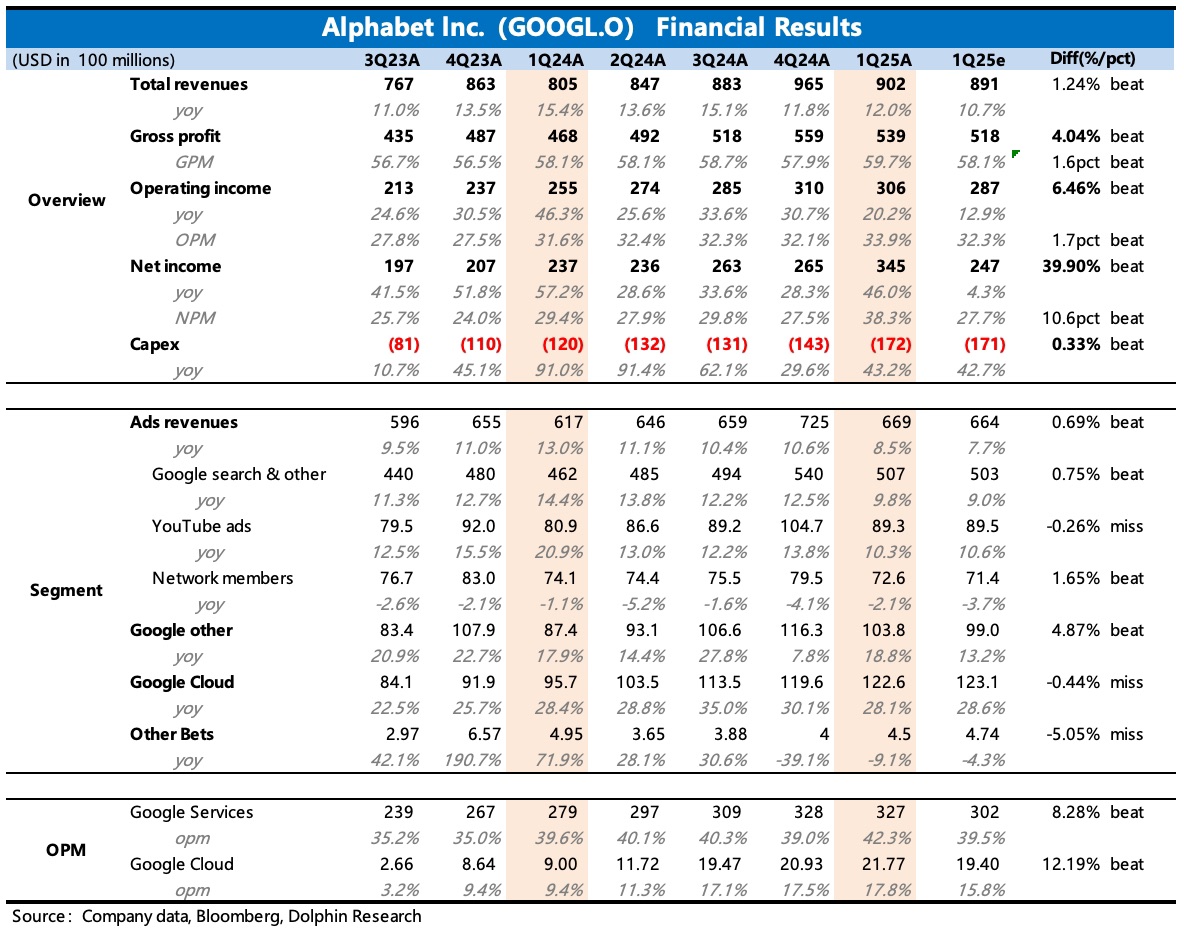 Alphabet Inc. (GOOGL.O) Financial Results
(USD in 100 millions) 3Q23A 4Q23A 1Q24A 2Q24A 3Q24A 4Q24A 1Q25A 1Q25e Diff(%/pct)
Total revenues 767 863 805 847 883 965 902 891 1.24% beat
yoy 11.0% 13.5% 15.4% 13.6% 15.1% 11.8% 12.0% 10.7%
Gross profit 435 487 468 492 518 559 539 518 4.04% beat
GPM 56.7% 56.5% 58.1% 58.1% 58.7% 57.9% 59.7% 58.1% 1.6pct beat
Overview
Operating income 213 237 255 274 285 310 306 287 6.46% beat
yoy 24.6% 30.5% 46.3% 25.6% 33.6% 30.7% 20.2% 12.9%
OPM 27.8% 27.5% 31.6% 32.4% 32.3% 32.1% 33.9% 32.3% 1.7pct beat
Net income 197 207 237 236 263 265 345 247 39.90% beat
yoy 41.5% 51.8% 57.2% 28.6% 33.6% 28.3% 46.0% 4.3%
NPM 25.7% 24.0% 29.4% 27.9% 29.8% 27.5% 38.3% 27.7% 10.6pct beat
Capex (81) (110) (120) (132) (131) (143) (172) (171) 0.33% beat
yoy 10.7% 45.1% 91.0% 91.4% 62.1% 29.6% 43.2% 42.7%
Ads revenues 596 655 617 646 659 725 669 664 0.69% beat
yoy 9.5% 11.0% 13.0% 11.1% 10.4% 10.6% 8.5% 7.7%
Google search & other 440 480 462 485 494 540 507 503 0.75% beat
yoy 11.3% 12.7% 14.4% 13.8% 12.2% 12.5% 9.8% 9.0%
YouTube ads 79.5 92.0 80.9 86.6 89.2 104.7 89.3 89.5 -0.26% miss
yoy 12.5% 15.5% 20.9% 13.0% 12.2% 13.8% 10.3% 10.6%
Network members 76.7 83.0 74.1 74.4 75.5 79.5 72.6 71.4 1.65% beat
Segment
yoy -2.6% -2.1% -1.1% -5.2% -1.6% -4.1% -2.1% -3.7%
Google other 83.4 107.9 87.4 93.1 106.6 116.3 103.8 99.0 4.87% beat
yoy 20.9% 22.7% 17.9% 14.4% 27.8% 7.8% 18.8% 13.2%
Google Cloud 84.1 91.9 95.7 103.5 113.5 119.6 122.6 123.1 -0.44% miss
yoy 22.5% 25.7% 28.4% 28.8% 35.0% 30.1% 28.1% 28.6%
Other Bets 2.97 6.57 4.95 3.65 3.88 4 4.5 4.74 -5.05% miss
yoy 42.1% 190.7% 71.9% 28.1% 30.6% -39.1% -9.1% -4.3%
Google Services 239 267 279 297 309 328 327 302 8.28% beat
opm 35.2% 35.0% 39.6% 40.1% 40.3% 39.0% 42.3% 39.5%
OPM
Google Cloud 2.66 8.64 9.00 11.72 19.47 20.93 21.77 19.40 12.19% beat
opm 3.2% 9.4% 9.4% 11.3% 17.1% 17.5% 17.8% 15.8%
Source: Company data, Bloomberg, Dolphin Research